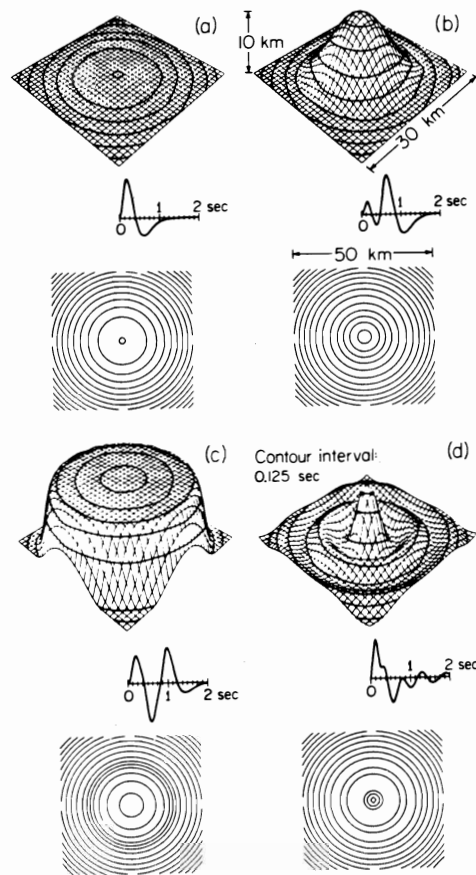 (a)
10 km
(b)
30 km
0 1 2 sec
0 1 2 sec
50 km
(c)
Contour interval:
0.125 sec
(d)
0 1 2 sec
0 1 2 sec